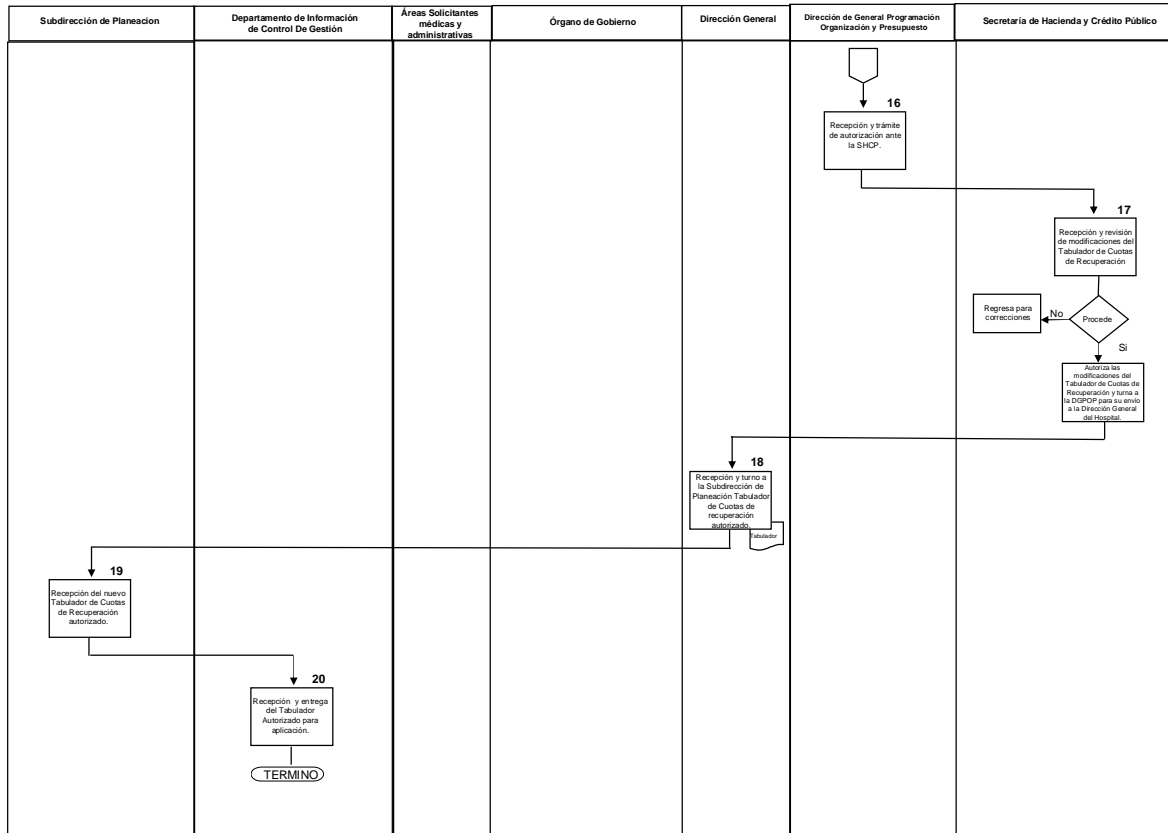 Subdirección de Planeacion
Departamento de Información
de Control De Gestión
Áreas Solicitantes
médicas y
administrativas
Órgano de Gobierno
Dirección General
Dirección de General Programación
Organización y Presupuesto
Secretaría de Hacienda y Crédito Público
16
Recepción y trámite
de autorización ante
la SHCP.
17
Recepción y revisión
de modificaciones del
Tabulador de Cuotas
de Recuperación
Regresa para
correcciones
No
Procede
Si
Autoriza las
modificaciones del
Tabulador de Cuotas de
Recuperación y turna a
la DGPOP para su envío
a la Dirección General
del Hospital.
18
Recepción y turno a
la Subdirección de
Planeación Tabulador
de Cuotas de
recuperación
autorizado.
Tabulador
19
Recepción del nuevo
Tabulador de Cuotas
de Recuperación
autorizado.
20
Recepción y entrega
del Tabulador
Autorizado para
aplicación.
TERMINO